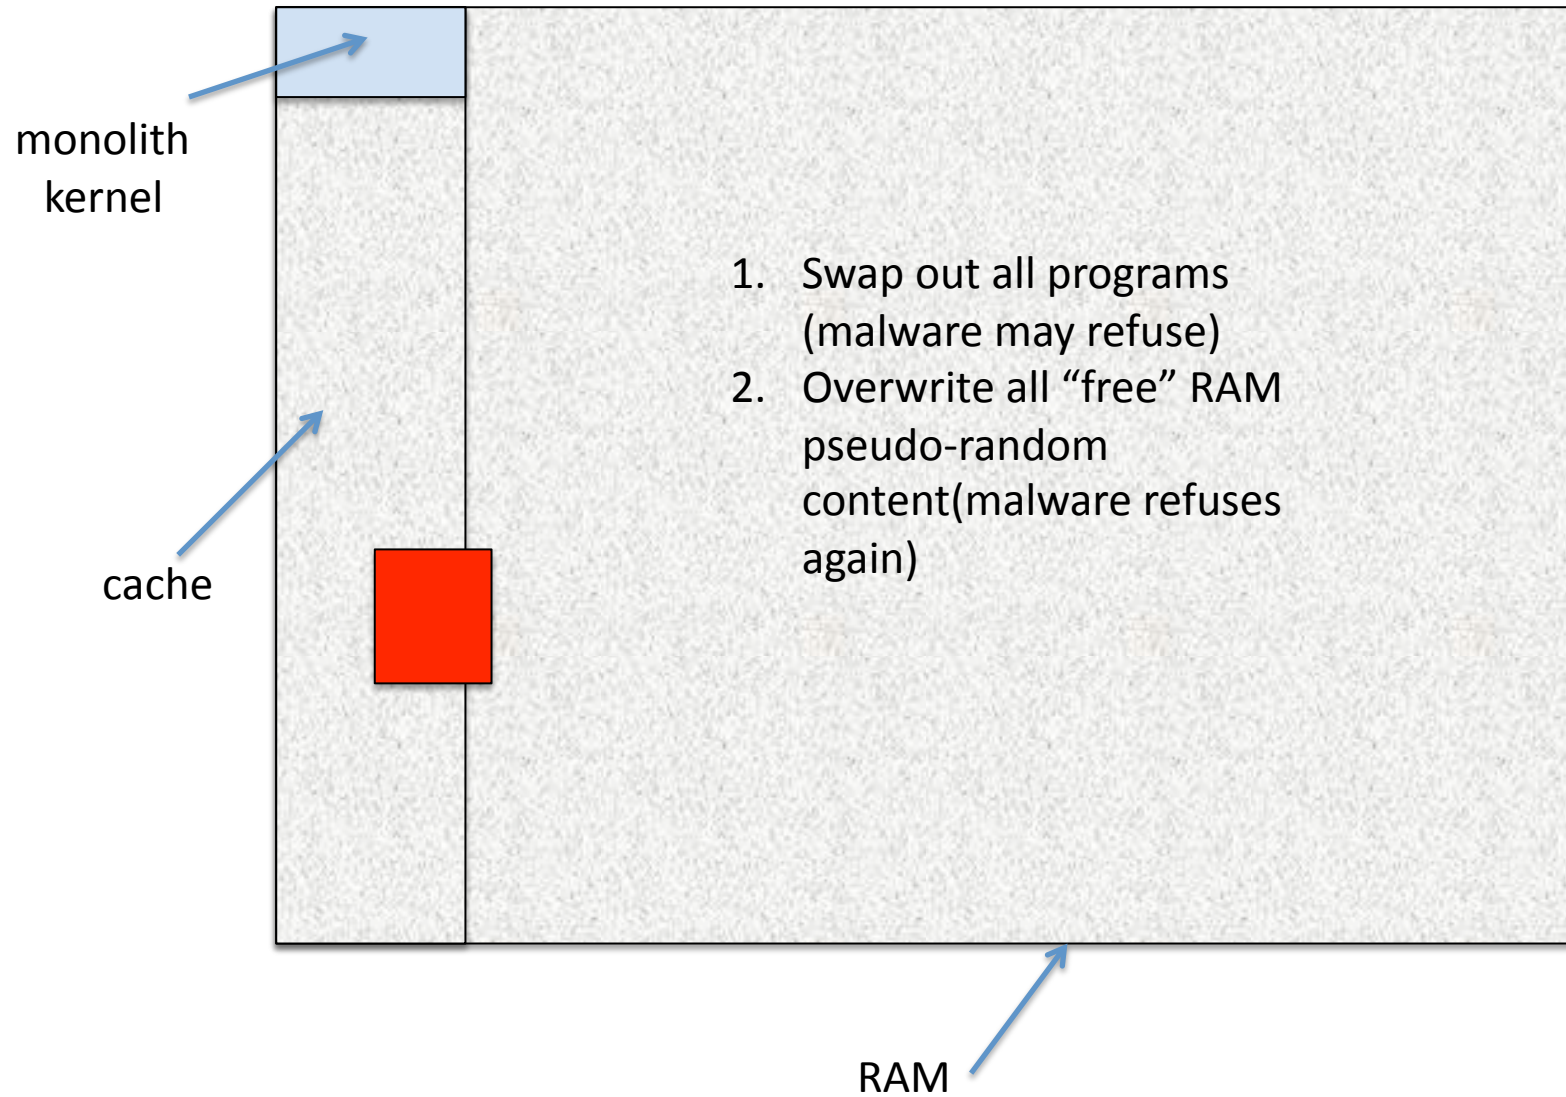 monolith
kernel
1. Swap out all programs
(malware may refuse)
2. Overwrite all “free” RAM
pseudo-random
content(malware refuses
again)
cache
RAM